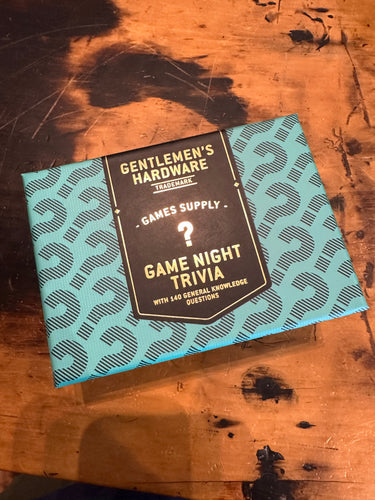 GENTLEMEN'S
HARDWARE
TRADEMARK
- GAMES SUPPLY -
?
GAME NIGHT
TRIVIA
WITH 140 GENERAL KNOWLEDGE
QUESTIONS